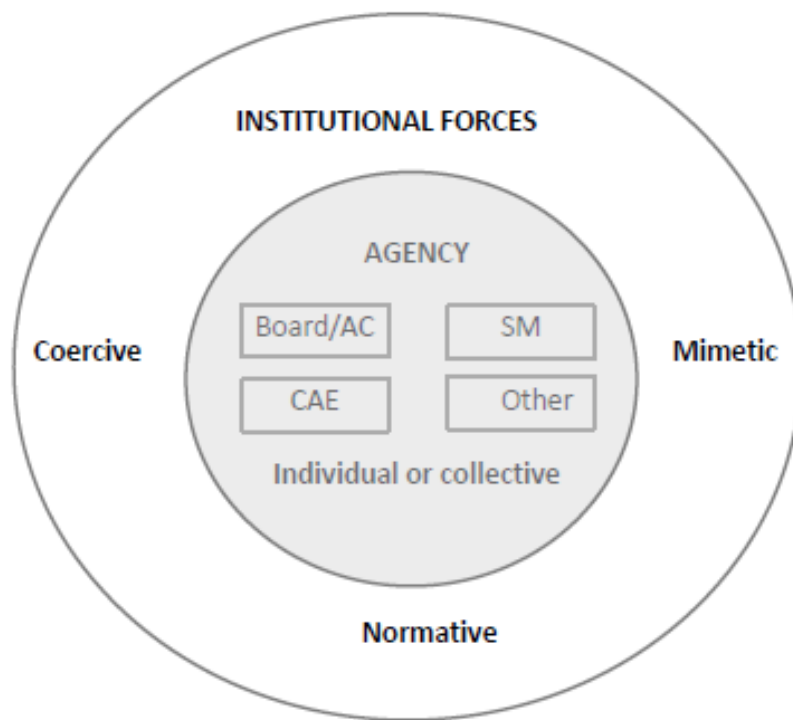 INSTITUTIONAL FORCES
AGENCY
Board/AC
SM
Coercive
Mimetic
CAE
Other
Individual or collective
Normative